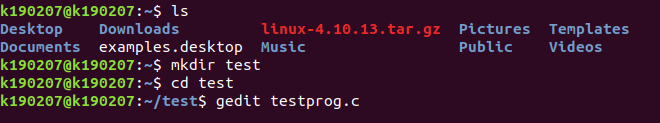 k190207@k190207:~$ ls
Desktop Downloads linux-4.10.13.tar.gz Pictures Templates
Documents examples.desktop Music Public Videos
k190207@k190207:~$ mkdir test
k190207@k190207:~$ cd test
k190207@k190207:~/test$ gedit testprog.c